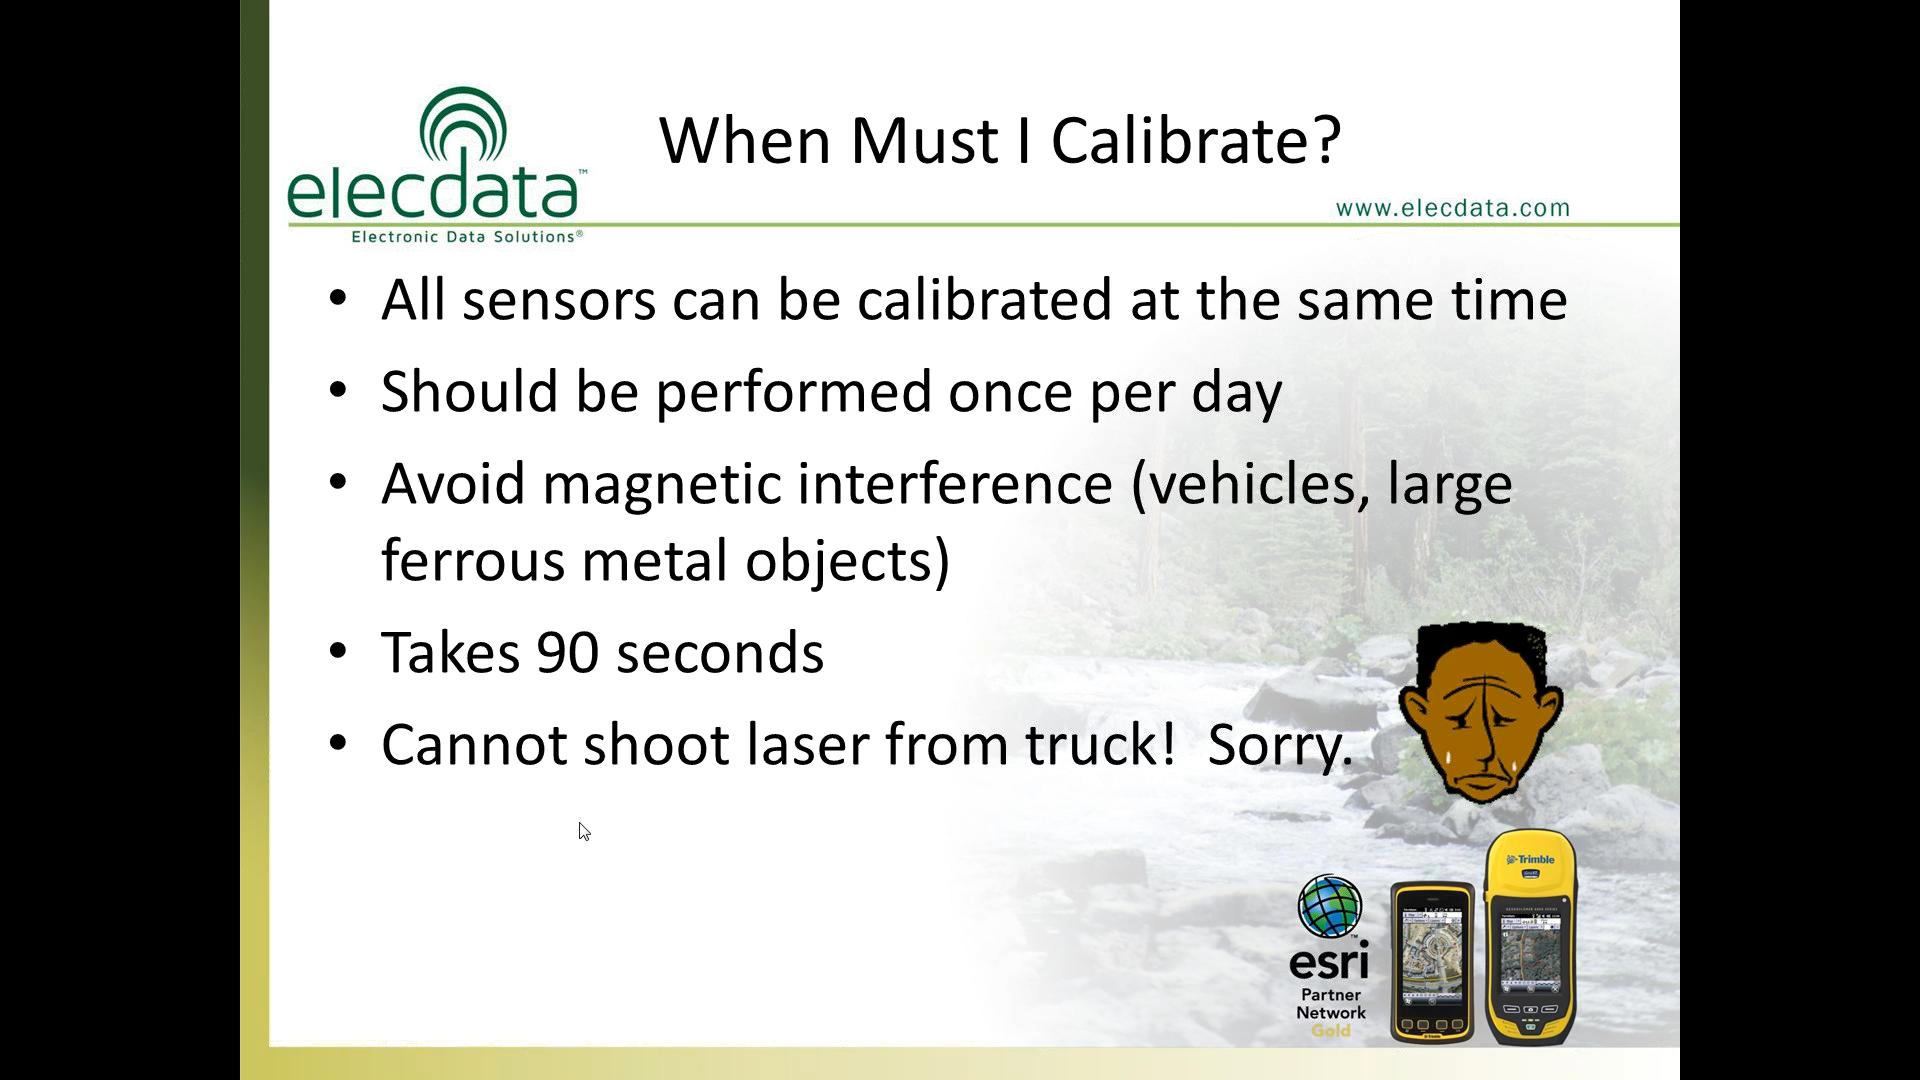 When Must I Calibrate?
elecdata™
www.elecdata.com
Electronic Data Solutions®
• All sensors can be calibrated at the same time
• Should be performed once per day
• Avoid magnetic interference (vehicles, large
ferrous metal objects)
• Takes 90 seconds
• Cannot shoot laser from truck!  Sorry.
Trimble
esri™
Partner
Network
Gold